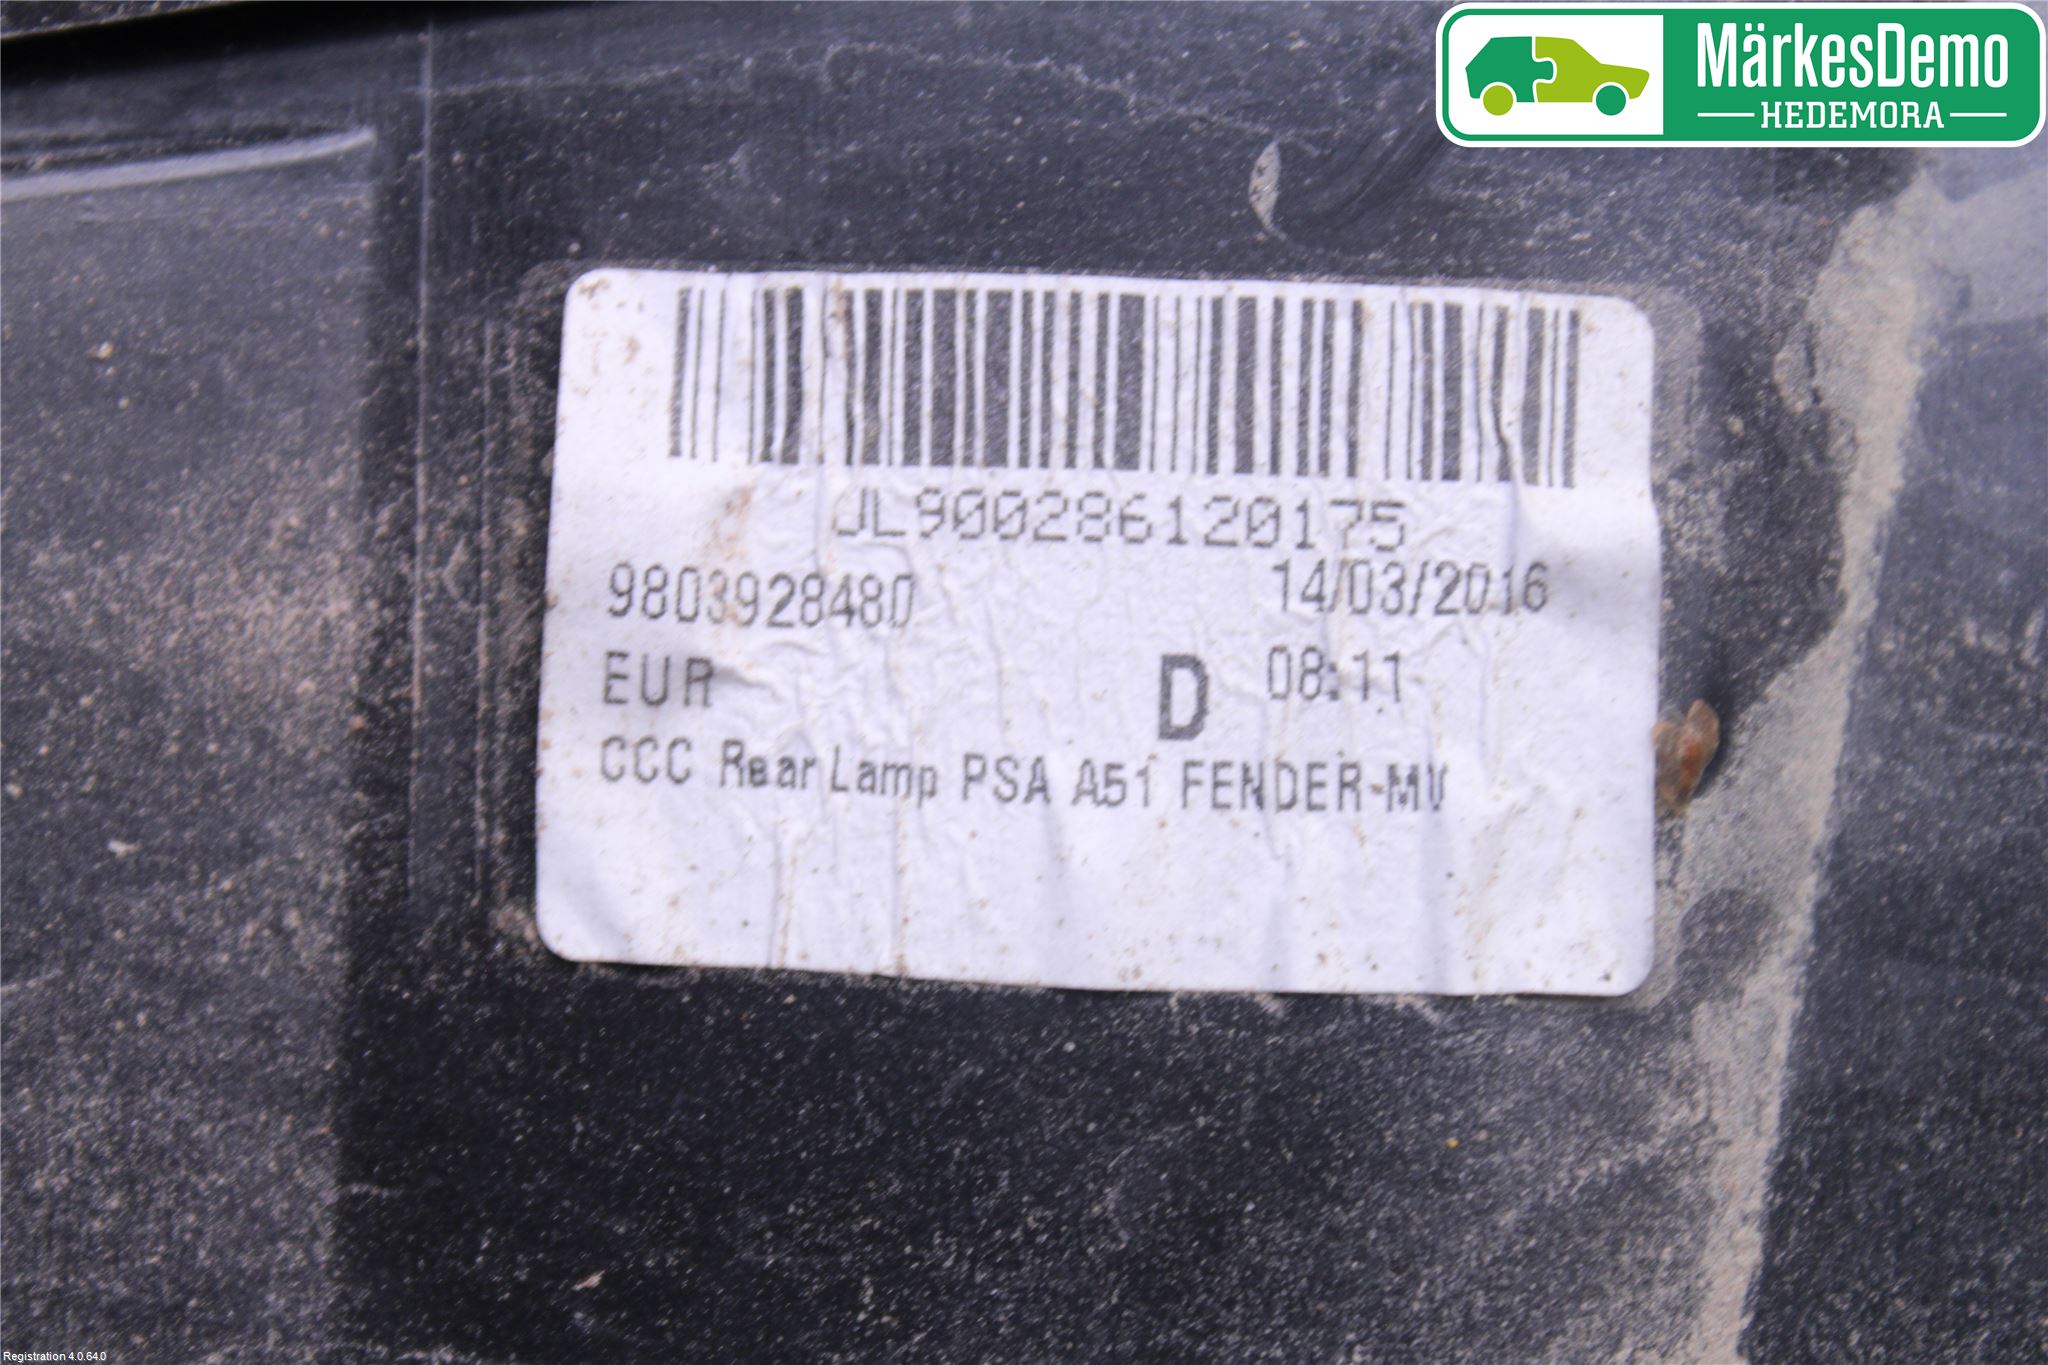 MärkesDemo
HEDEMORA
JL900286120175
9803928480 14/03/2016
EUR D 08:11
CCC Rear Lamp PSA A51 FENDER-MV
Registration 4.0.64.0